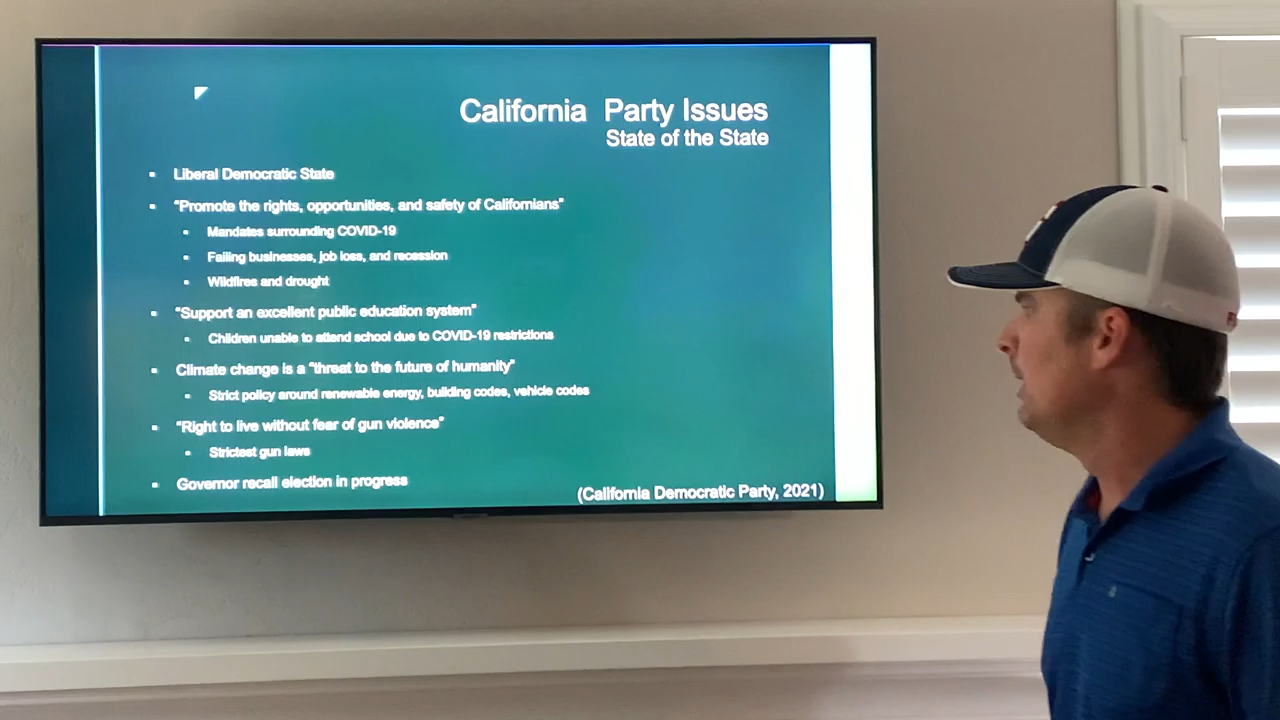 California Party Issues
State of the State
Liberal Democratic State
"Promote the rights, opportunities, and safety of Californians"
Mandates surrounding COVID-19
Failing businesses, job loss, and recession
Wildfires and drought
"Support an excellent public education system"
Children unable to attend school due to COVID-19 restrictions
Climate change is a "threat to the future of humanity"
Strict policy around renewable energy, building codes, vehicle codes
"Right to live without fear of gun violence"
Strictest gun laws
Governor recall election in progress
(California Democratic Party, 2021)